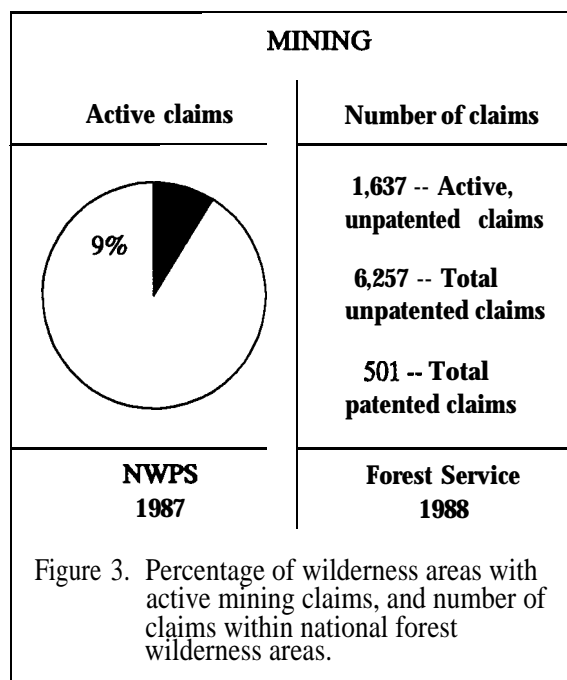 MINING
Active claims
9%
NWPS
1987
Number of claims
1,637 -- Active,
unpatented claims
6,257 -- Total
unpatented claims
501 -- Total
patented claims
Forest Service
1988
Figure 3. Percentage of wilderness areas with
active mining claims, and number of
claims within national forest
wilderness areas.